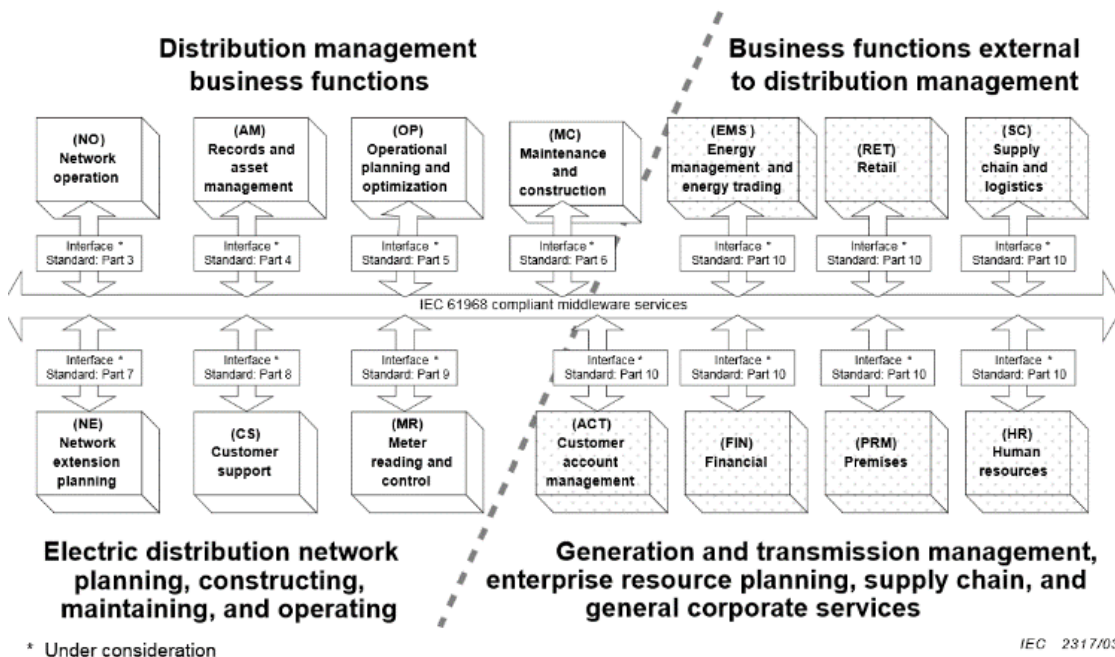 Distribution management
business functions
Business functions external
to distribution management
(NO)
Network
operation
(AM)
Records and
asset
management
(OP)
Operational
planning and
optimization
(MC)
Maintenance
and
construction
(EMS)
Energy
management and
energy trading
(RET)
Retail
(SC)
Supply
chain and
logistics
Interface *
Standard: Part 3
Interface *
Standard: Part 4
Interface *
Standard: Part 5
Interface *
Standard: Part 6
Interface *
Standard: Part 10
Interface *
Standard: Part 10
Interface *
Standard: Part 10
IEC 61968 compliant middleware services
Interface *
Standard: Part 7
Interface *
Standard: Part 8
Interface *
Standard: Part 9
Interface *
Standard: Part 10
Interface *
Standard: Part 10
Interface *
Standard: Part 10
Interface *
Standard: Part 10
(NE)
Network
extension
planning
(CS)
Customer
support
(MR)
Meter
reading and
control
(ACT)
Customer
account
management
(FIN)
Financial
(PRM)
Premises
(HR)
Human
resources
Electric distribution network
planning, constructing,
maintaining, and operating
Generation and transmission management,
enterprise resource planning, supply chain, and
general corporate services
* Under consideration
IEC 2317/03